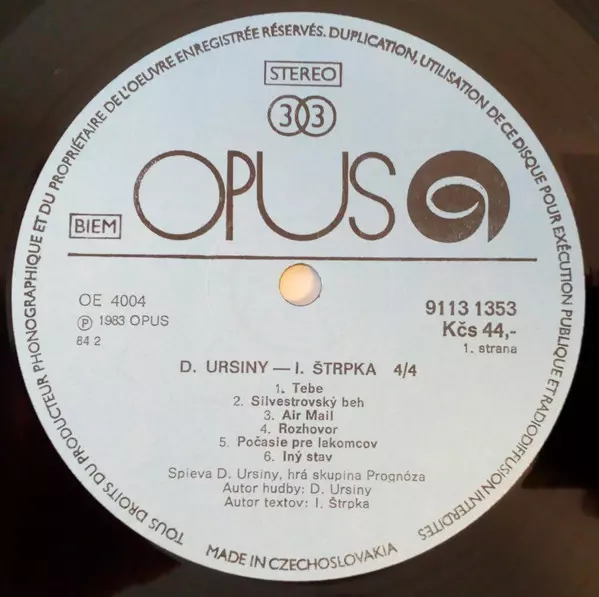 TOUS DROITS DU PRODUCTEUR PHONOGRAPHIQUE ET DU PROPRIÉTAIRE DE L'OEUVRE ENREGISTRÉE RÉSERVÉS. DUPLICATION, UTILISATION DE CE DISQUE POUR EXÉCUTION PUBLIQUE ET RADIODIFFUSION INTERDITES
STEREO
33
OPUS
BIEM
OE 4004
℗ 1983 OPUS
84 2
9113 1353
Kčs 44,-
1. strana
D. URSINY — I. ŠTRPKA 4/4
1. Tebe
2. Silvestrovský beh
3. Air Mail
4. Rozhovor
5. Počasie pre lakomcov
6. Iný stav
Spieva D. Ursiny, hrá skupina Prognóza
Autor hudby: D. Ursiny
Autor textov: I. Štrpka
MADE IN CZECHOSLOVAKIA